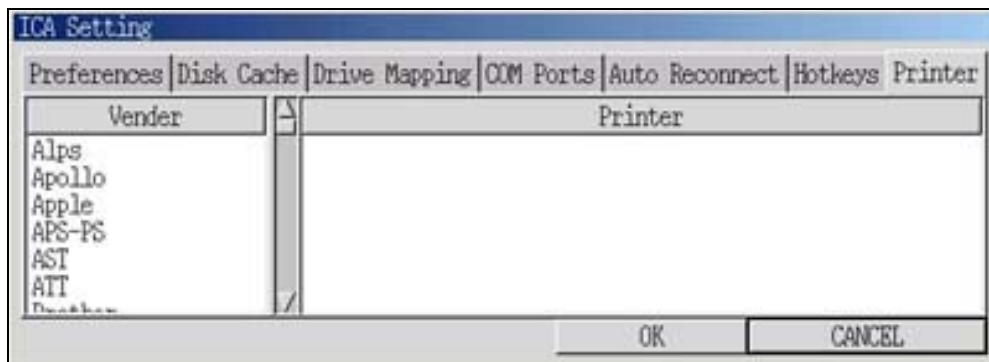 ICA Setting
Preferences Disk Cache Drive Mapping COM Ports Auto Reconnect Hotkeys Printer
Vender Printer
Alps
Apollo
Apple
APS-PS
AST
ATT
OK CANCEL